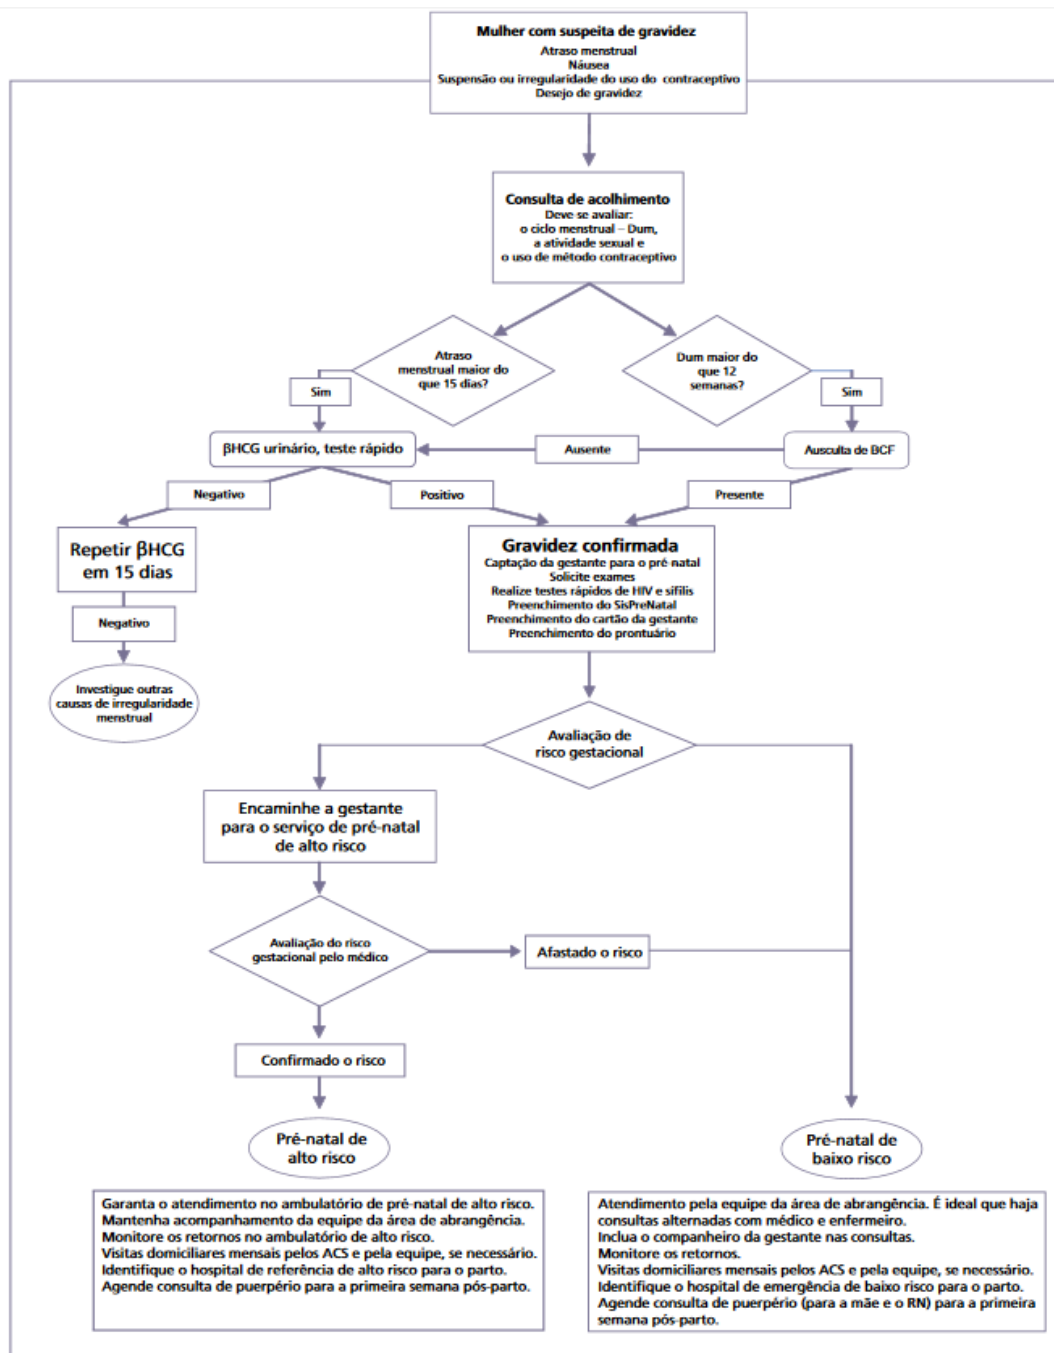 Mulher com suspeita de gravidez
Atraso menstrual
Náusea
Suspensão ou irregularidade do uso do contraceptivo
Desejo de gravidez
Consulta de acolhimento
Deve-se avaliar:
o ciclo menstrual – Dum,
a atividade sexual e
o uso de método contraceptivo
Atraso
menstrual maior do
que 15 dias?
Dum maior do
que 12
semanas?
Sim
Sim
βHCG urinário, teste rápido
Ausente
Ausculta de BCF
Negativo
Positivo
Presente
Repetir βHCG
em 15 dias
Gravidez confirmada
Captação da gestante para o pré-natal
Solicite exames
Realize testes rápidos de HIV e sífilis
Preenchimento do SisPreNatal
Preenchimento do cartão da gestante
Preenchimento do prontuário
Negativo
Investigue outras
causas de irregularidade
menstrual
Avaliação de
risco gestacional
Encaminhe a gestante
para o serviço de pré-natal
de alto risco
Avaliação do risco
gestacional pelo médico
Afastado o risco
Confirmado o risco
Pré-natal de
alto risco
Pré-natal de
baixo risco
Garanta o atendimento no ambulatório de pré-natal de alto risco.
Mantenha acompanhamento da equipe da área de abrangência.
Monitore os retornos no ambulatório de alto risco.
Visitas domiciliares mensais pelos ACS e pela equipe, se necessário.
Identifique o hospital de referência de alto risco para o parto.
Agende consulta de puerpério para a primeira semana pós-parto.
Atendimento pela equipe da área de abrangência. É ideal que haja
consultas alternadas com médico e enfermeiro.
Inclua o companheiro da gestante nas consultas.
Monitore os retornos.
Visitas domiciliares mensais pelos ACS e pela equipe, se necessário.
Identifique o hospital de emergência de baixo risco para o parto.
Agende consulta de puerpério (para a mãe e o RN) para a primeira
semana pós-parto.